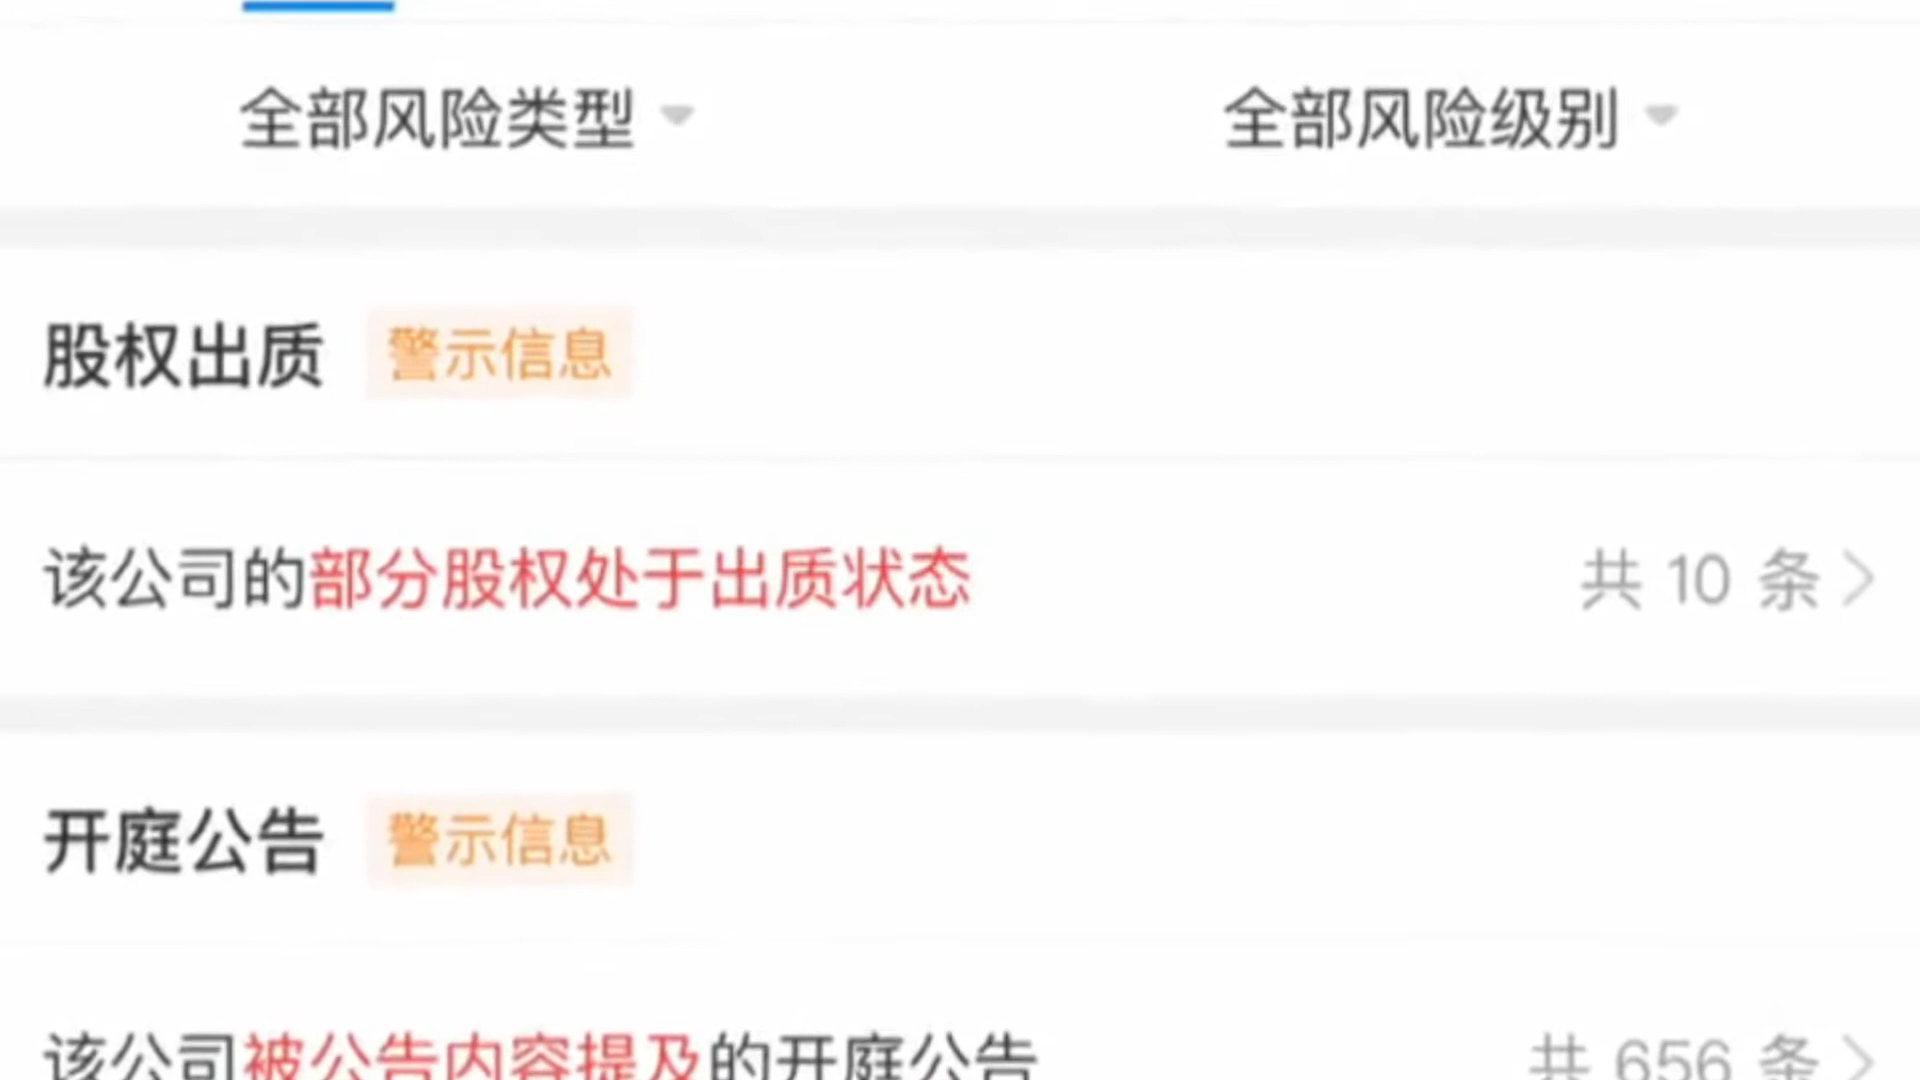 全部风险类型 全部风险级别
股权出质 警示信息
该公司的部分股权处于出质状态 共 10 条
开庭公告 警示信息
该公司被公告内容提及的开庭公告 共 656 条